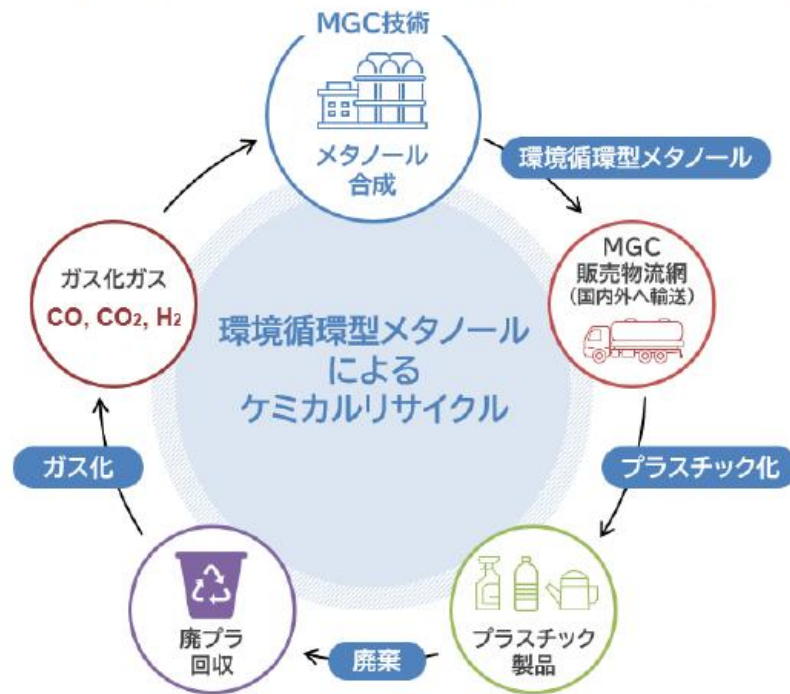 MGC技術
メタノール
合成
環境循環型メタノール
MGC
販売物流網
(国内外へ輸送)
プラスチック化
プラスチック
製品
廃棄
廃プラ
回収
ガス化
ガス化ガス
CO, CO₂, H₂
環境循環型メタノール
による
ケミカルリサイクル